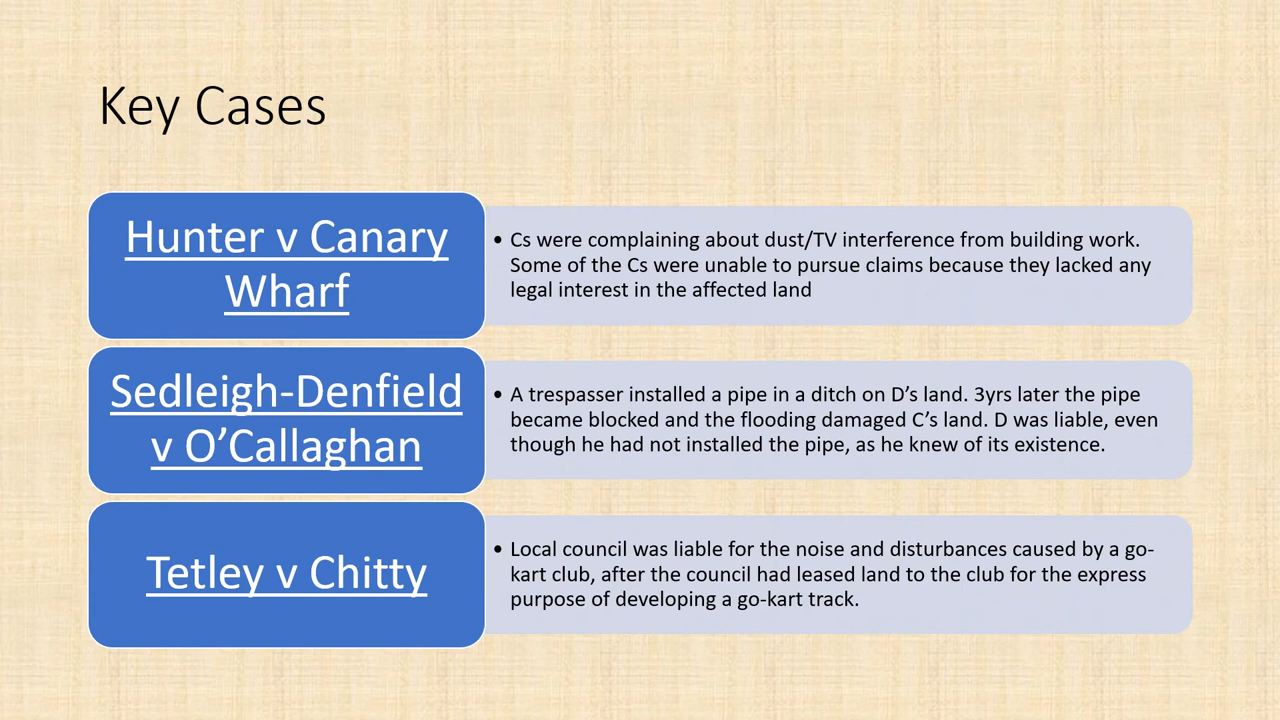 Key Cases
Hunter v Canary
Wharf
• Cs were complaining about dust/TV interference from building work.
Some of the Cs were unable to pursue claims because they lacked any
legal interest in the affected land
Sedleigh-Denfield
v O’Callaghan
• A trespasser installed a pipe in a ditch on D’s land. 3yrs later the pipe
became blocked and the flooding damaged C’s land. D was liable, even
though he had not installed the pipe, as he knew of its existence.
Tetley v Chitty
• Local council was liable for the noise and disturbances caused by a go-
kart club, after the council had leased land to the club for the express
purpose of developing a go-kart track.